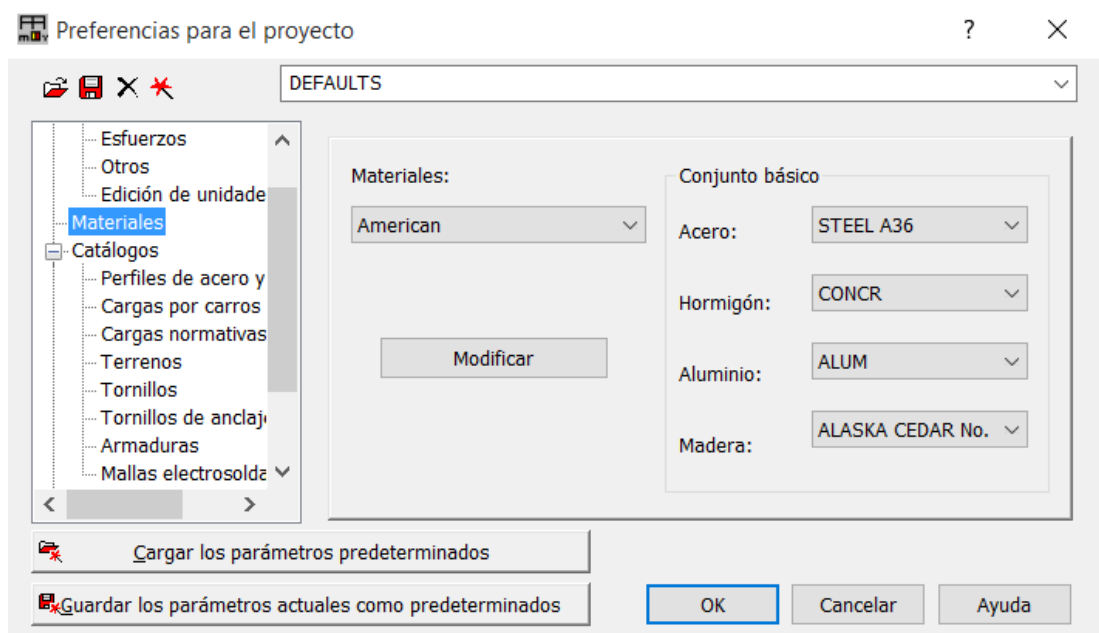 Preferencias para el proyecto
?
DEFAULTS
Esfuerzos
Otros
Edición de unidade
Materiales
Catálogos
Perfiles de acero y
Cargas por carros
Cargas normativas
Terrenos
Tornillos
Tornillos de anclaj
Armaduras
Mallas electrosolda
Materiales:
American
Modificar
Conjunto básico
Acero:
STEEL A36
Hormigón:
CONCR
Aluminio:
ALUM
Madera:
ALASKA CEDAR No.
Cargar los parámetros predeterminados
Guardar los parámetros actuales como predeterminados
OK
Cancelar
Ayuda